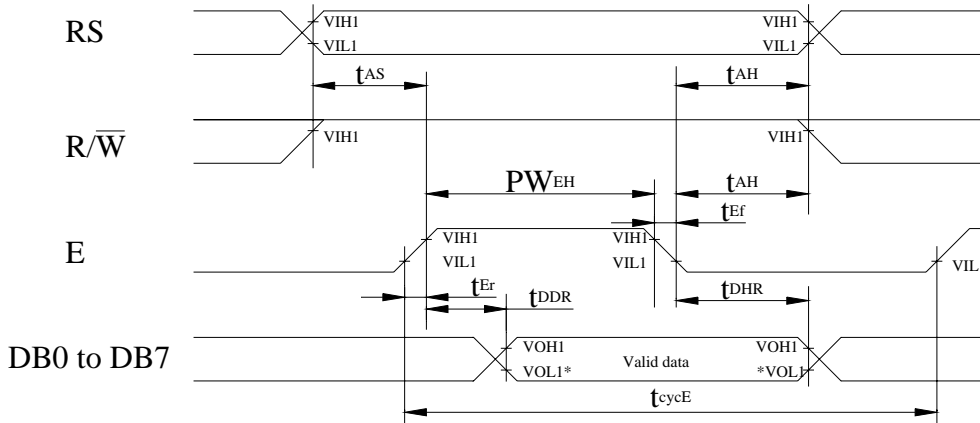 RS
VIH1
VIL1
VIH1
VIL1
tAS
tAH
R/W̅
VIH1
VIH1
PWEH
tAH
tEf
E
VIH1
VIL1
VIH1
VIL1
VIL
tEr
tDDR
tDHR
DB0 to DB7
VOH1
VOL1*
Valid data
VOH1
*VOL1
tcycE